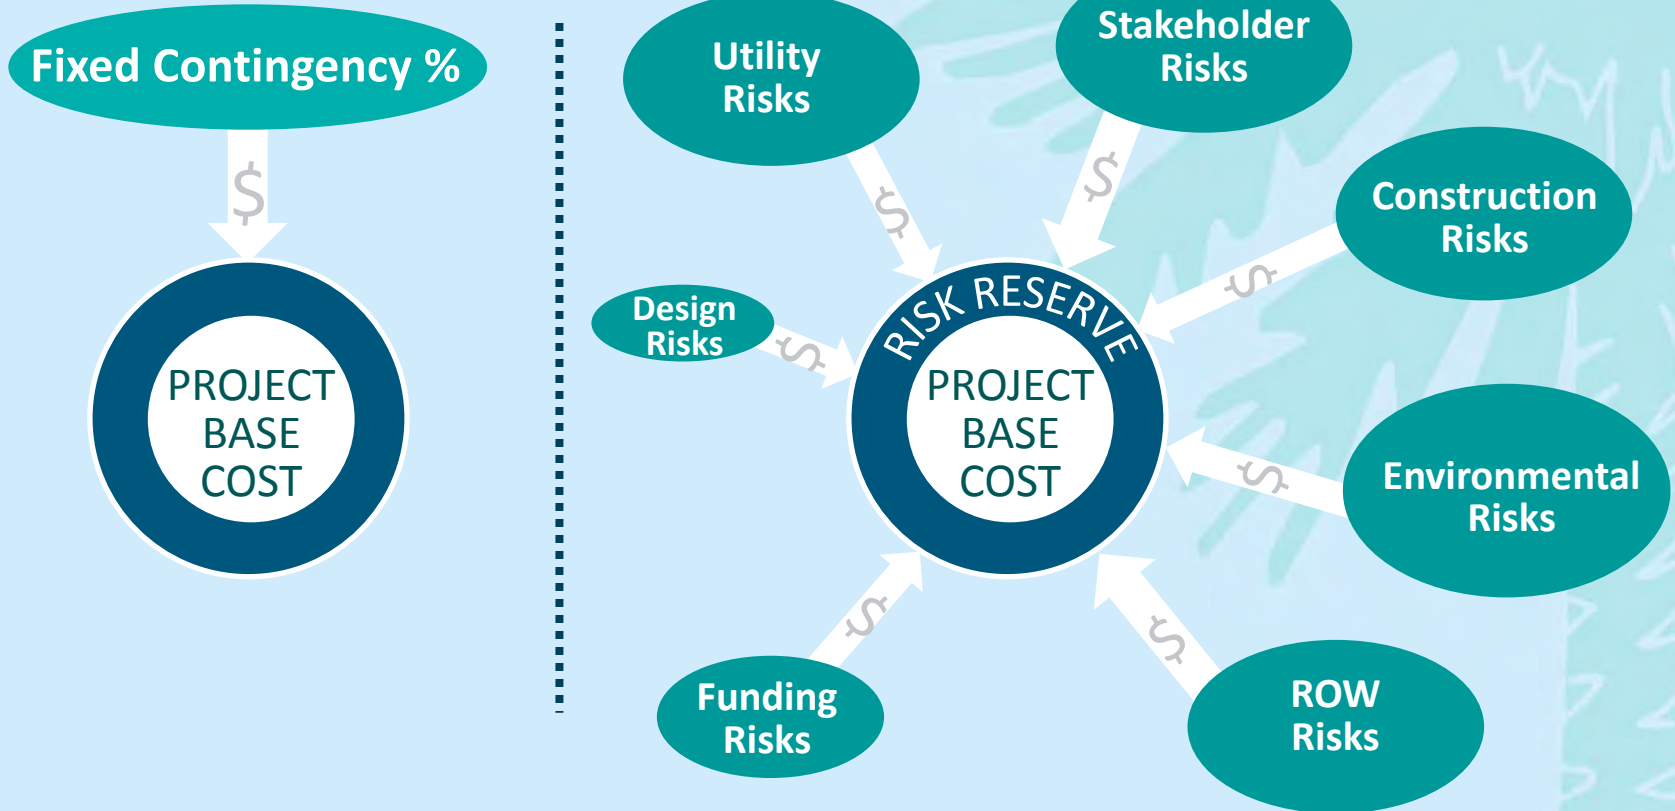 Fixed Contingency %
$
PROJECT
BASE
COST
Utility
Risks
$
Stakeholder
Risks
$
Construction
Risks
$
Design
Risks
$
RISK RESERVE
PROJECT
BASE
COST
Environmental
Risks
$
Funding
Risks
$
ROW
Risks
$